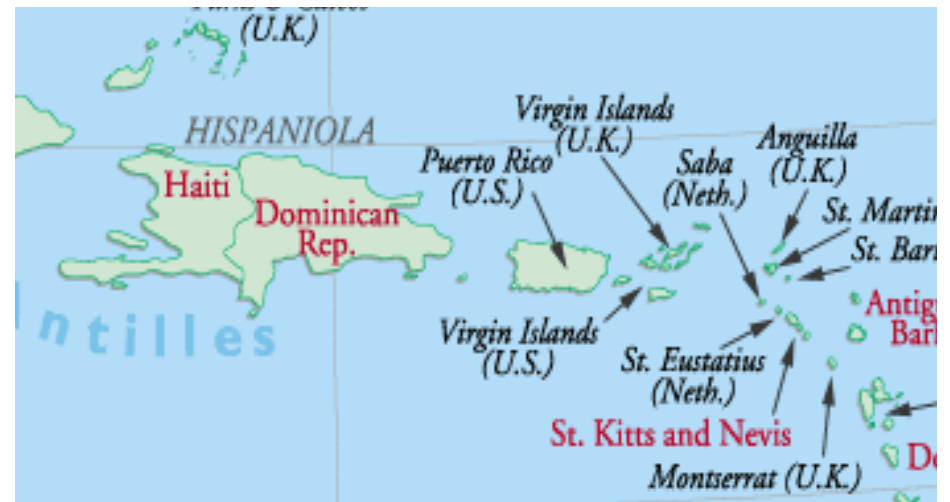 (U.K.)
HISPANIOLA
Haiti
Dominican
Rep.
Puerto Rico
(U.S.)
Virgin Islands
(U.K.)
Virgin Islands
(U.S.)
Saba
(Neth.)
Anguilla
(U.K.)
St. Martin
St. Bar
Antig
Bar
St. Eustatius
(Neth.)
St. Kitts and Nevis
Montserrat (U.K.)
Do
ntilles